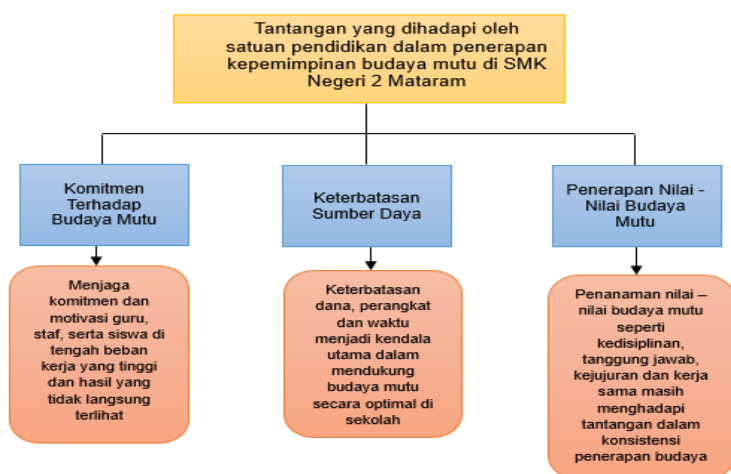 Tantangan yang dihadapi oleh
satuan pendidikan dalam penerapan
kepemimpinan budaya mutu di SMK
Negeri 2 Mataram
Komitmen
Terhadap
Budaya Mutu
Keterbatasan
Sumber Daya
Penerapan Nilai -
Nilai Budaya
Mutu
Menjaga
komitmen dan
motivasi guru,
staf, serta siswa di
tengah beban
kerja yang tinggi
dan hasil yang
tidak langsung
terlihat
Keterbatasan
dana, perangkat
dan waktu
menjadi kendala
utama dalam
mendukung
budaya mutu
secara optimal di
sekolah
Penanaman nilai –
nilai budaya mutu
seperti
kedisiplinan,
tanggung jawab,
kejujuran dan kerja
sama masih
menghadapi
tantangan dalam
konsistensi
penerapan budaya